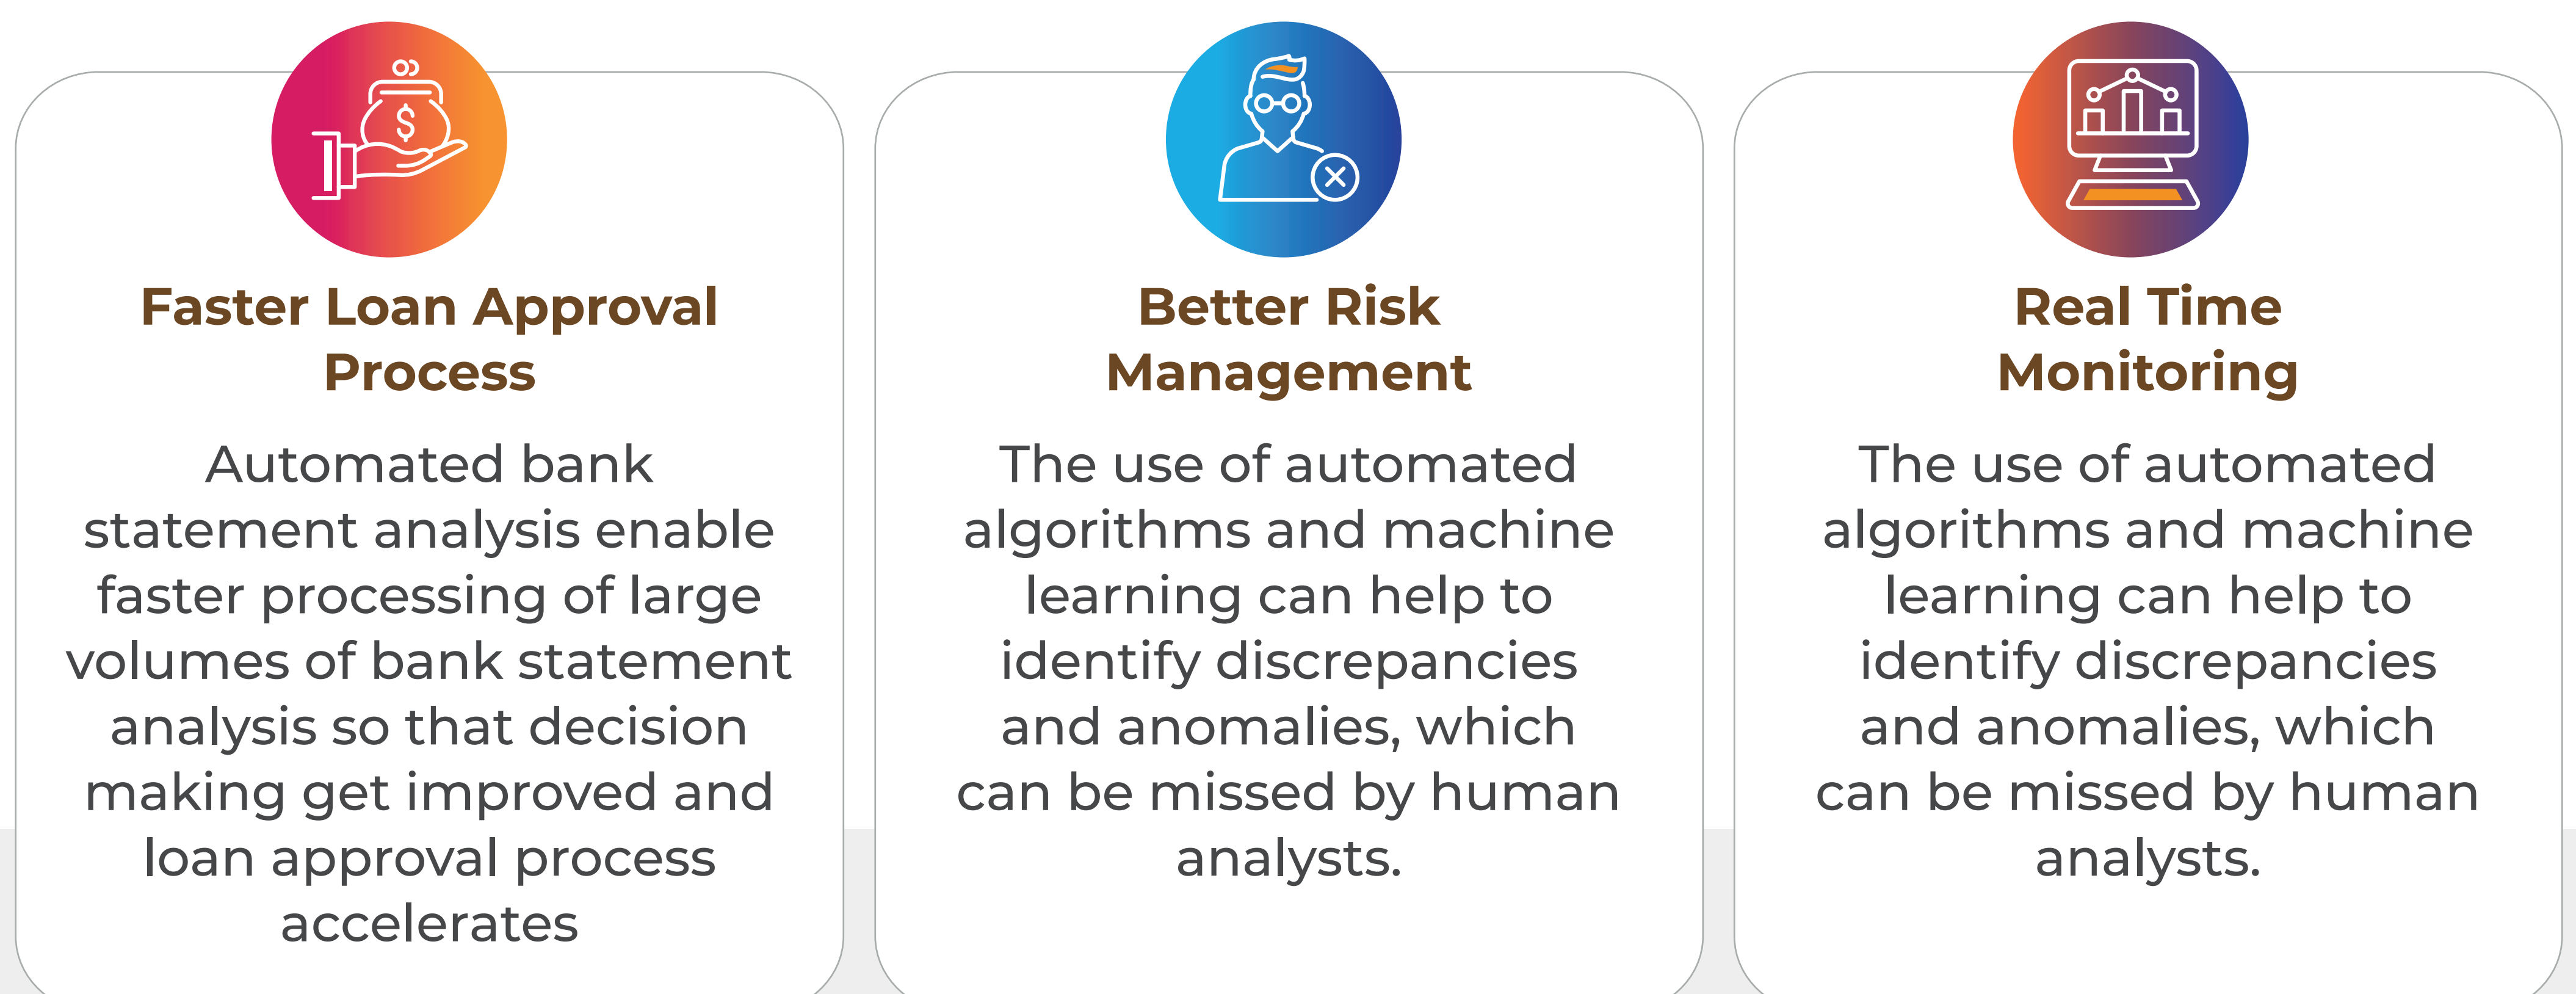 Faster Loan Approval
Process
Automated bank
statement analysis enable
faster processing of large
volumes of bank statement
analysis so that decision
making get improved and
loan approval process
accelerates
Better Risk
Management
The use of automated
algorithms and machine
learning can help to
identify discrepancies
and anomalies, which
can be missed by human
analysts.
Real Time
Monitoring
The use of automated
algorithms and machine
learning can help to
identify discrepancies
and anomalies, which
can be missed by human
analysts.